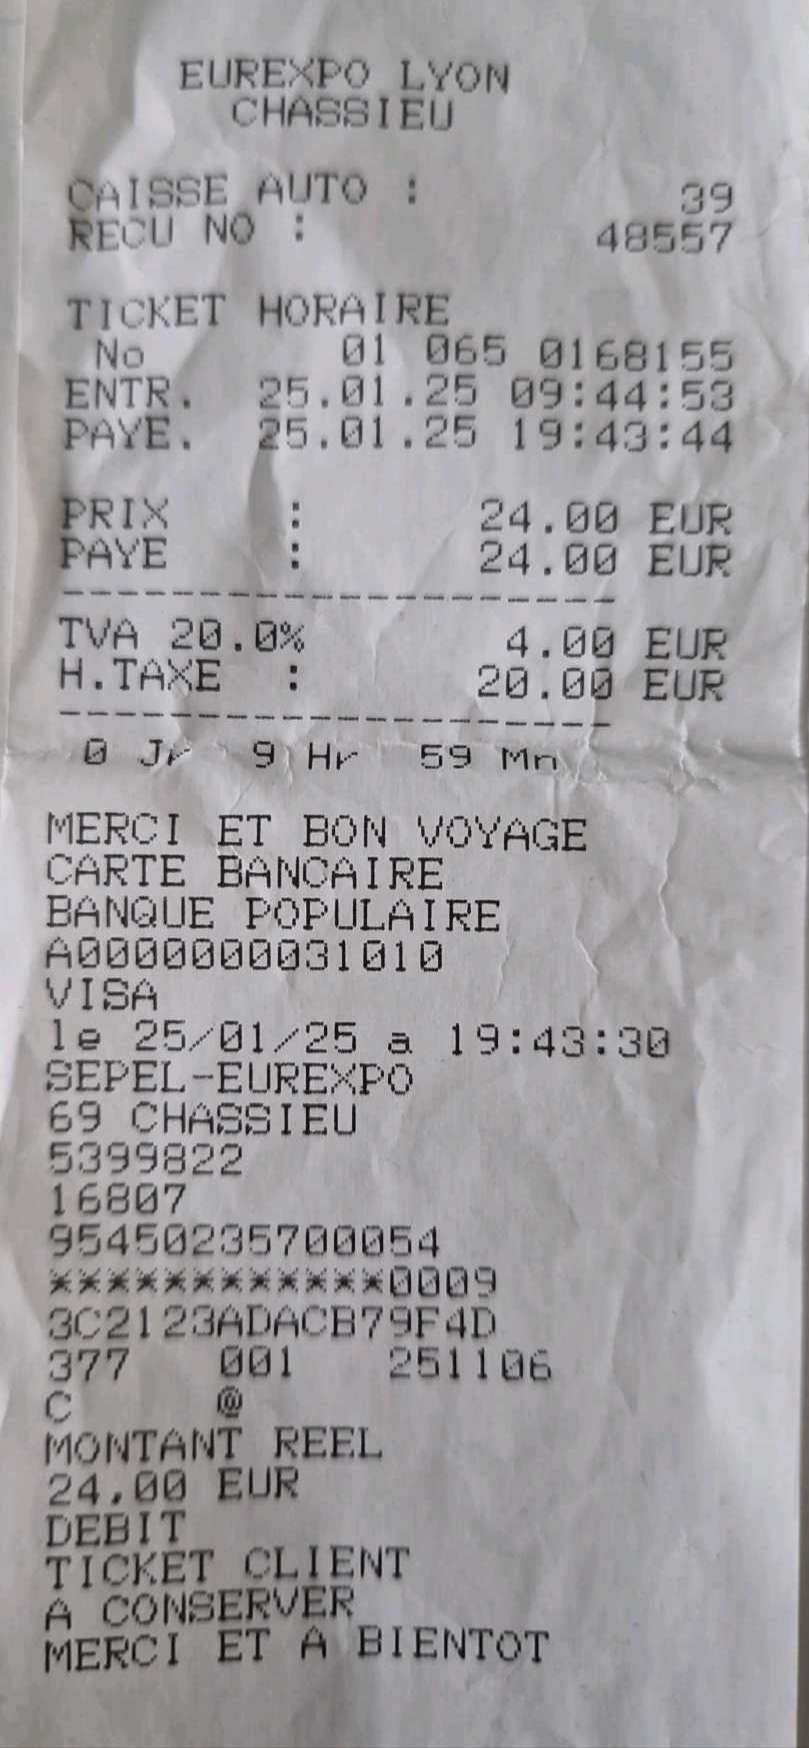 EUREXPO LYON
CHASSIEU
CAISSE AUTO : 39
RECU NO : 48557
TICKET HORAIRE
No 01 065 0168155
ENTR. 25.01.25 09:44:53
PAYE. 25.01.25 19:43:44
PRIX : 24.00 EUR
PAYE : 24.00 EUR
---------------------
TVA 20.0% 4.00 EUR
H.TAXE : 20.00 EUR
---------------------
0 Jr 9 Hr 59 Mn
MERCI ET BON VOYAGE
CARTE BANCAIRE
BANQUE POPULAIRE
A0000000031010
VISA
le 25/01/25 a 19:43:30
SEPEL-EUREXPO
69 CHASSIEU
5399822
16807
95450235700054
************0009
3C2123ADACB79F4D
377 001 251106
C @
MONTANT REEL
24,00 EUR
DEBIT
TICKET CLIENT
A CONSERVER
MERCI ET A BIENTOT